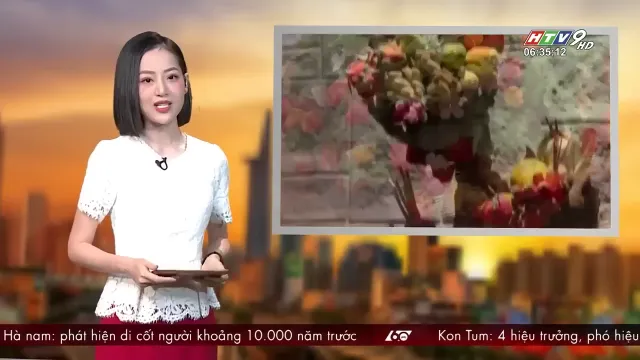 HTV9 HD
06:35:12
Hà nam: phát hiện di cốt người khoảng 10.000 năm trước 60 Kon Tum: 4 hiệu trưởng, phó hiệu